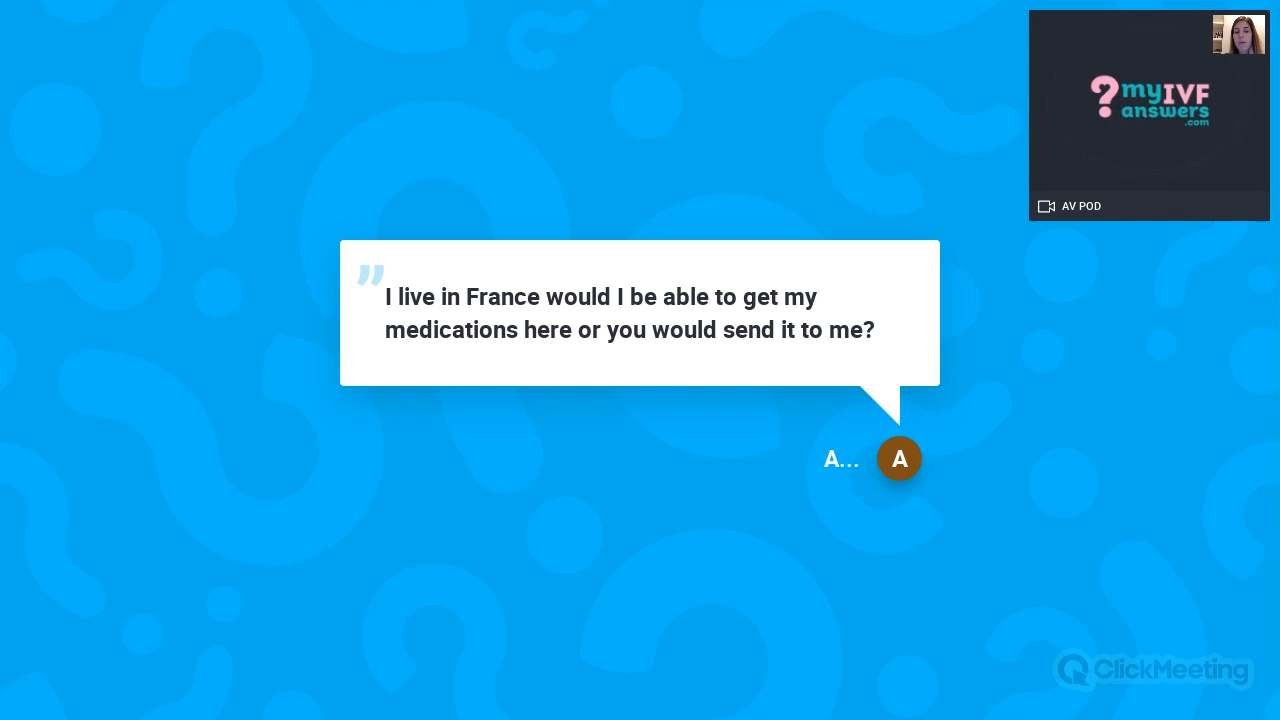 myIVF
answers
.com
AV POD
I live in France would I be able to get my
medications here or you would send it to me?
A... A
ClickMeeting